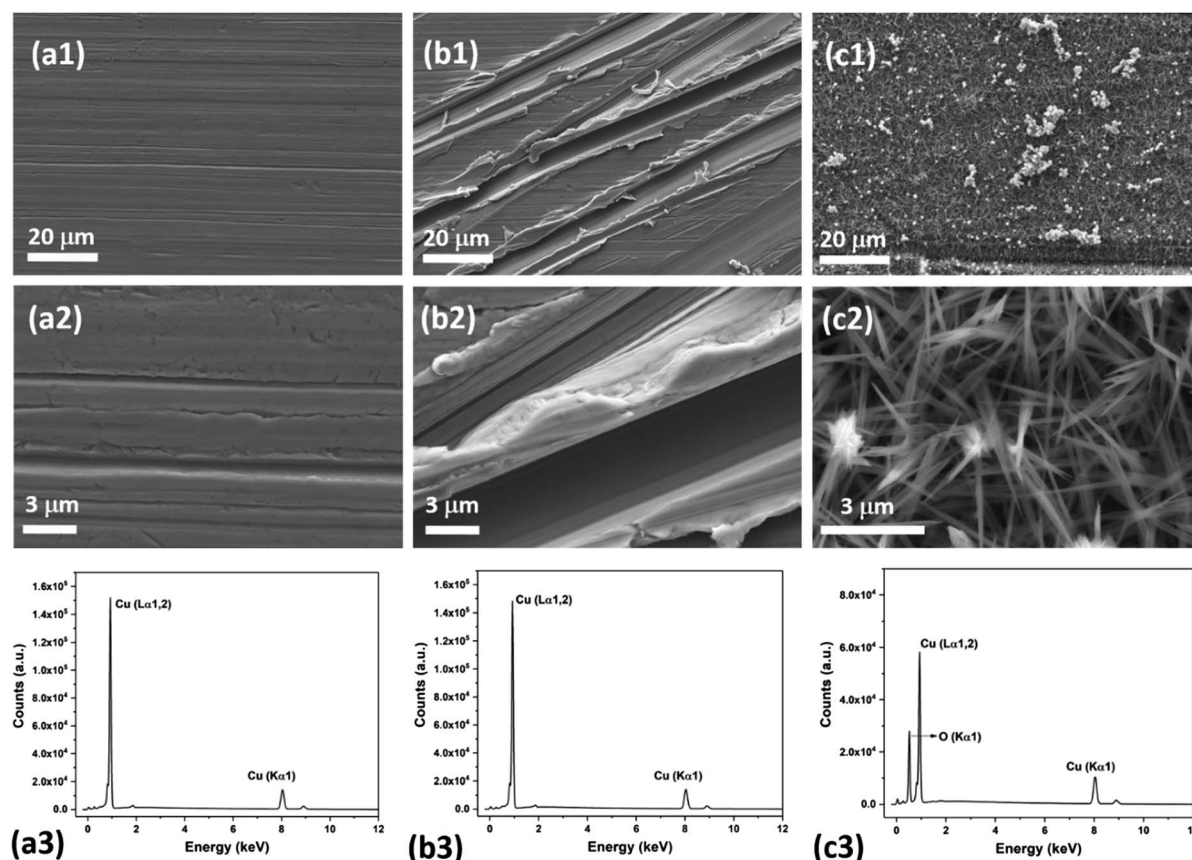 (a1)
20 μm
(b1)
20 μm
(c1)
20 μm
(a2)
3 μm
(b2)
3 μm
(c2)
3 μm
1.6x10⁵
1.4x10⁵
1.2x10⁵
1.0x10⁵
8.0x10⁴
6.0x10⁴
4.0x10⁴
2.0x10⁴
0.0
Counts (a.u.)
Cu (Lα1,2)
Cu (Kα1)
0 2 4 6 8 10 12
Energy (keV)
(a3)
1.6x10⁵
1.4x10⁵
1.2x10⁵
1.0x10⁵
8.0x10⁴
6.0x10⁴
4.0x10⁴
2.0x10⁴
0.0
Counts (a.u.)
Cu (Lα1,2)
Cu (Kα1)
0 2 4 6 8 10 12
Energy (keV)
(b3)
8.0x10⁴
6.0x10⁴
4.0x10⁴
2.0x10⁴
0.0
Counts (a.u.)
Cu (Lα1,2)
O (Kα1)
Cu (Kα1)
0 2 4 6 8 10 12
Energy (keV)
(c3)